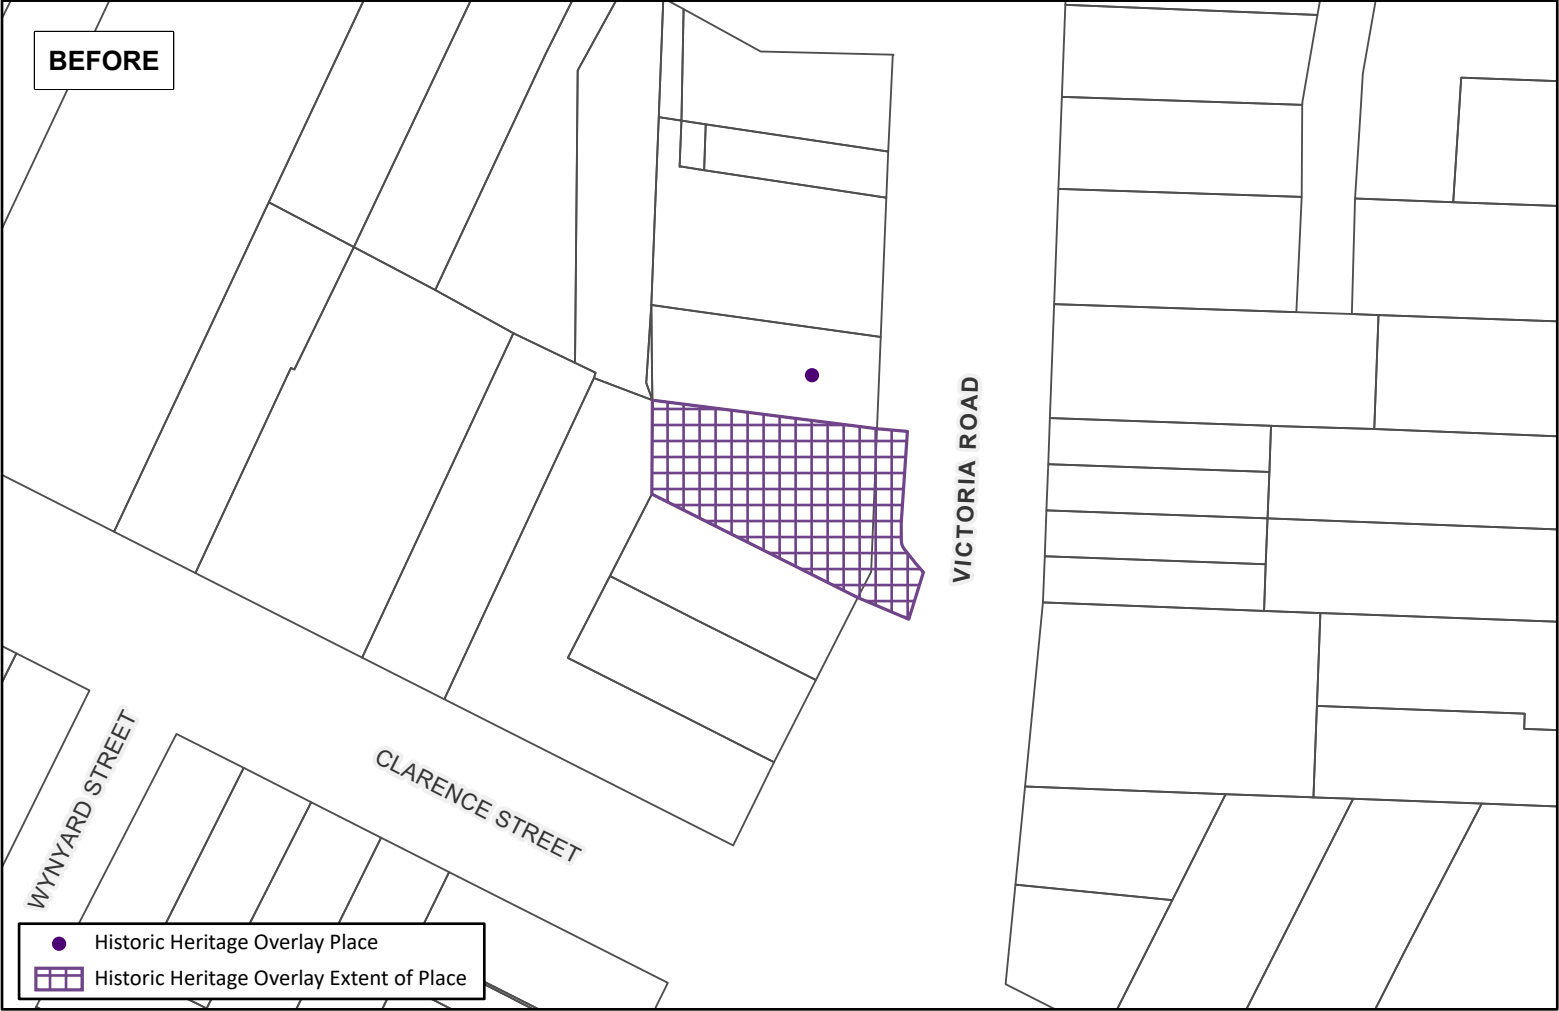 BEFORE
VICTORIA ROAD
CLARENCE STREET
WYNYARD STREET
Historic Heritage Overlay Place
Historic Heritage Overlay Extent of Place